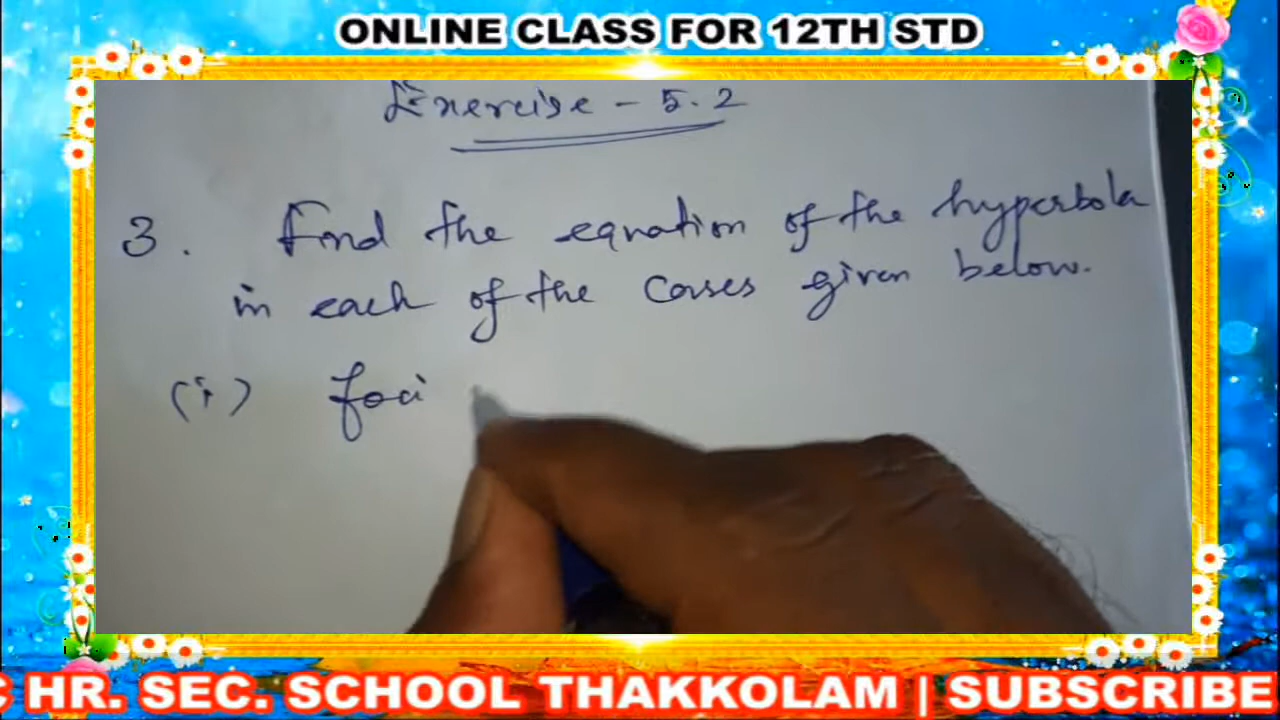 ONLINE CLASS FOR 12TH STD
Exercise - 5.2
3. Find the equation of the hyperbola
in each of the cases given below.
(i) foci
HR. SEC. SCHOOL THAKKOLAM | SUBSCRIBE